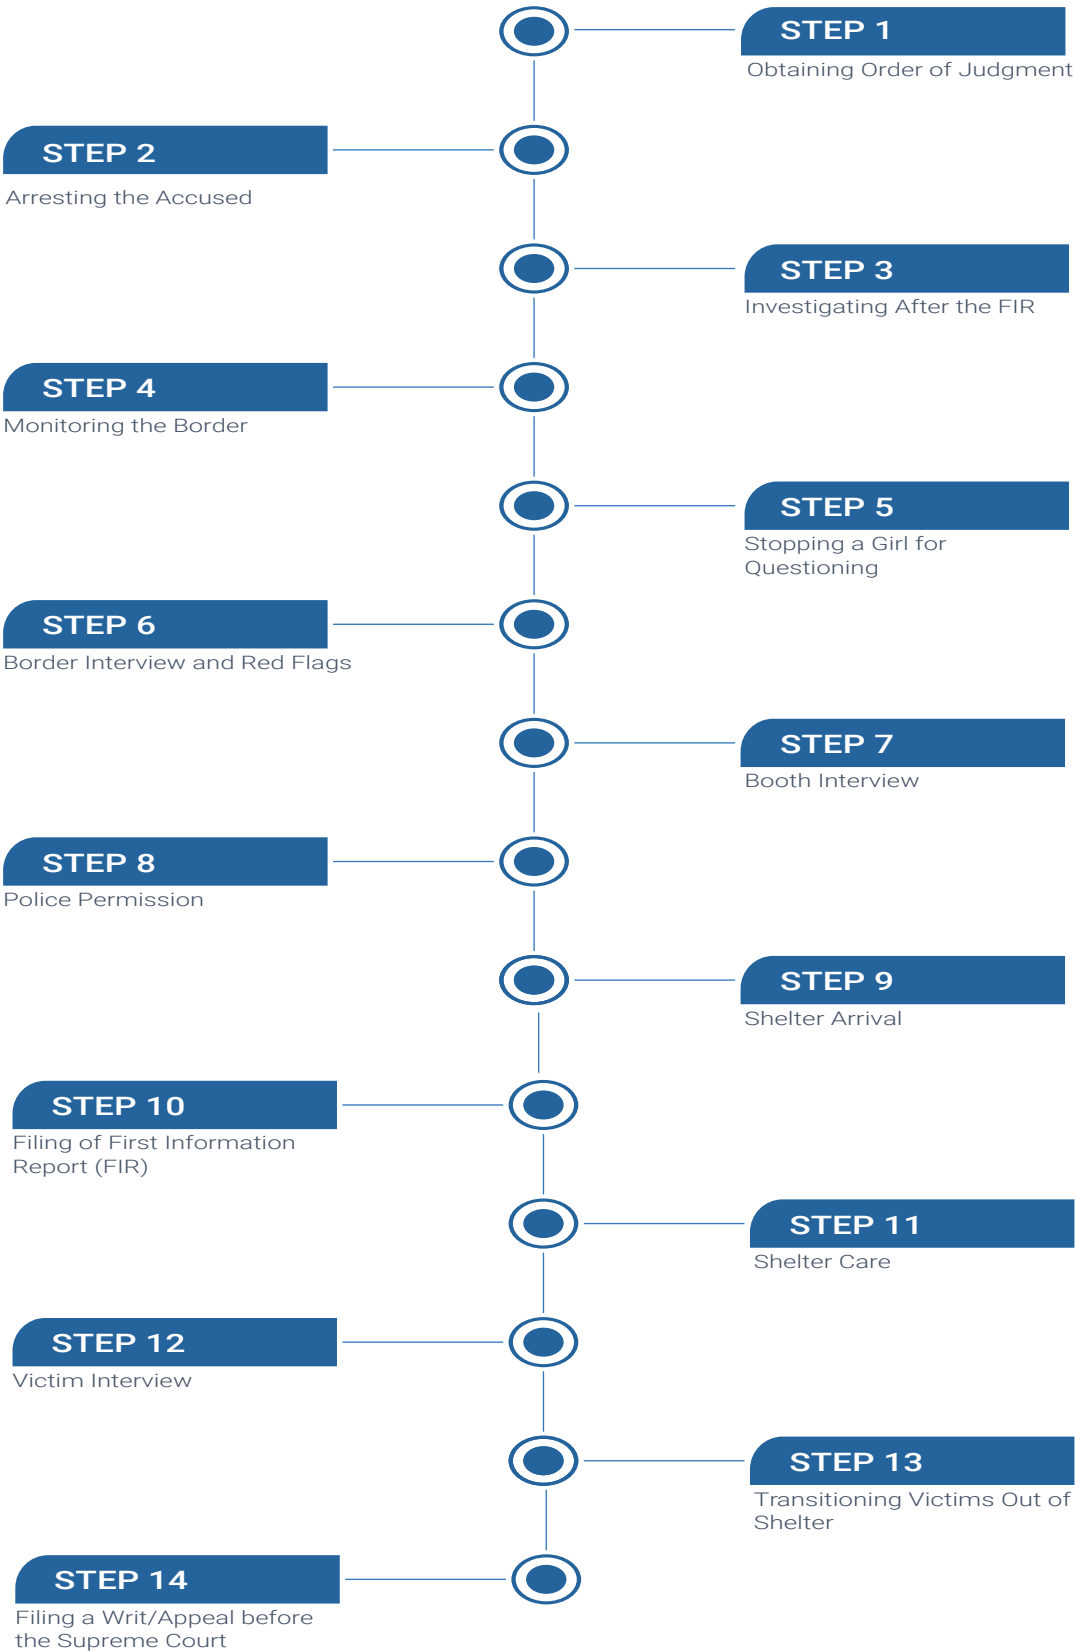 STEP 1
Obtaining Order of Judgment
STEP 2
Arresting the Accused
STEP 3
Investigating After the FIR
STEP 4
Monitoring the Border
STEP 5
Stopping a Girl for
Questioning
STEP 6
Border Interview and Red Flags
STEP 7
Booth Interview
STEP 8
Police Permission
STEP 9
Shelter Arrival
STEP 10
Filing of First Information
Report (FIR)
STEP 11
Shelter Care
STEP 12
Victim Interview
STEP 13
Transitioning Victims Out of
Shelter
STEP 14
Filing a Writ/Appeal before
the Supreme Court